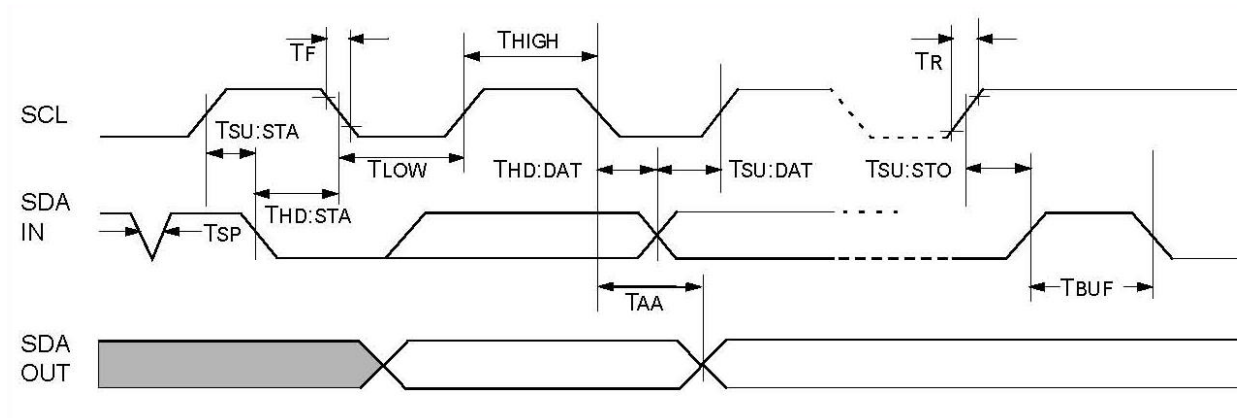 TF
THIGH
TR
SCL
TSU:STA
TLOW
THD:DAT
TSU:DAT
TSU:STO
SDA
IN
TSP
THD:STA
TAA
TBUF
SDA
OUT